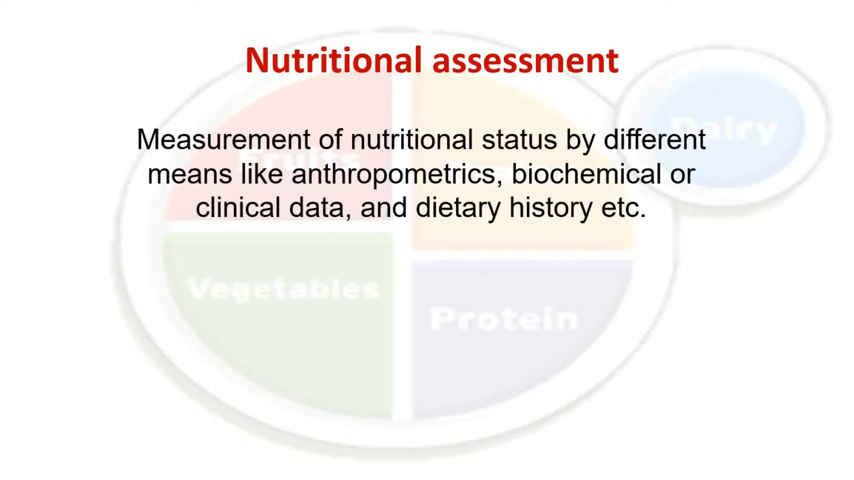 Nutritional assessment
Measurement of nutritional status by different
means like anthropometrics, biochemical or
clinical data, and dietary history etc.
Dairy
Fruits
Vegetables
Protein